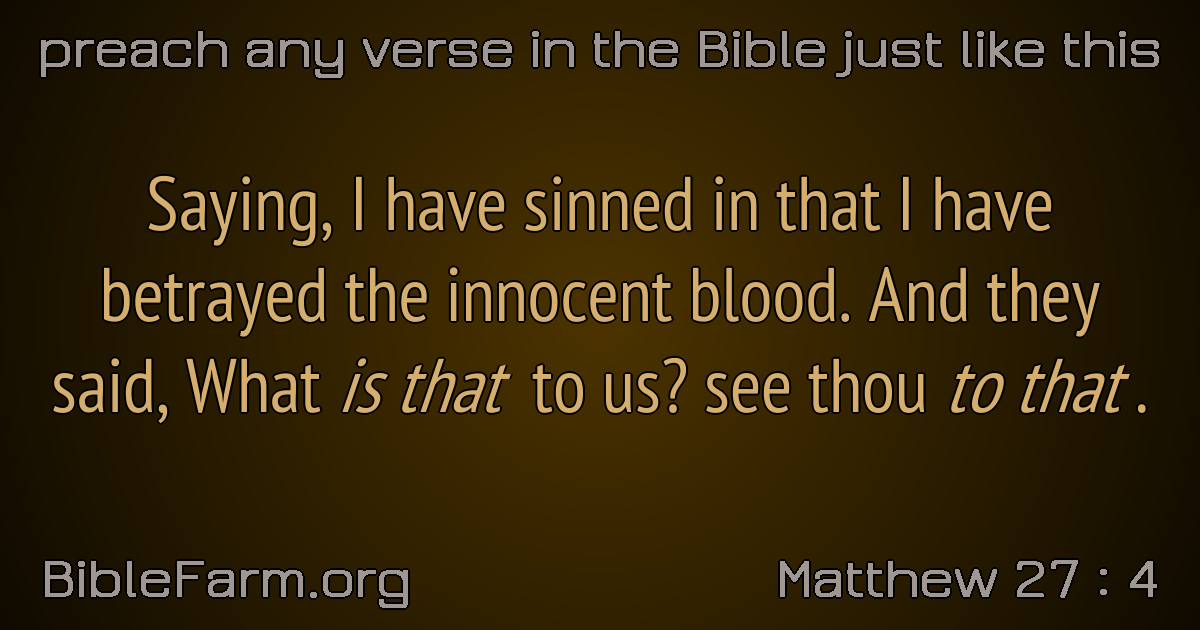 preach any verse in the Bible just like this
Saying, I have sinned in that I have
betrayed the innocent blood. And they
said, What is that to us? see thou to that .
BibleFarm.org
Matthew 27 : 4